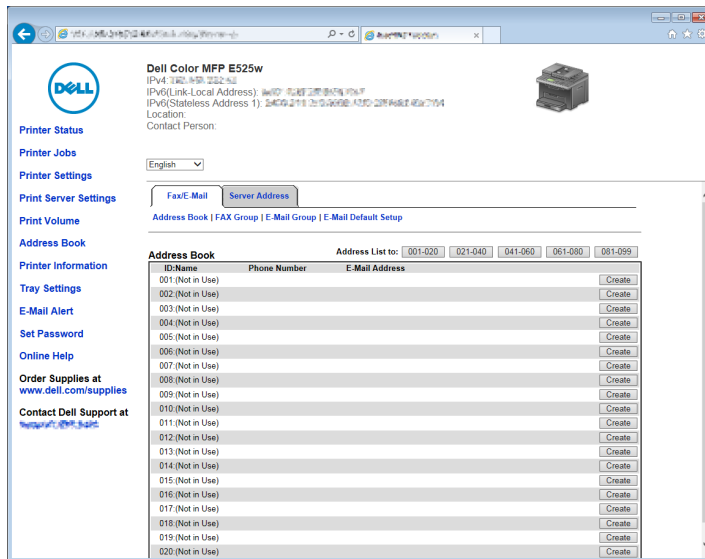 Dell Color MFP E525w
IPv4:
IPv6(Link-Local Address):
IPv6(Stateless Address 1):
Location:
Contact Person:
DELL
Printer Status
Printer Jobs
Printer Settings
Print Server Settings
Print Volume
Address Book
Printer Information
Tray Settings
E-Mail Alert
Set Password
Online Help
Order Supplies at
www.dell.com/supplies
Contact Dell Support at
English
Fax/E-Mail Server Address
Address Book | FAX Group | E-Mail Group | E-Mail Default Setup
Address Book Address List to: 001-020 021-040 041-060 061-080 081-099
ID:Name Phone Number E-Mail Address
001:(Not in Use) Create
002:(Not in Use) Create
003:(Not in Use) Create
004:(Not in Use) Create
005:(Not in Use) Create
006:(Not in Use) Create
007:(Not in Use) Create
008:(Not in Use) Create
009:(Not in Use) Create
010:(Not in Use) Create
011:(Not in Use) Create
012:(Not in Use) Create
013:(Not in Use) Create
014:(Not in Use) Create
015:(Not in Use) Create
016:(Not in Use) Create
017:(Not in Use) Create
018:(Not in Use) Create
019:(Not in Use) Create
020:(Not in Use) Create